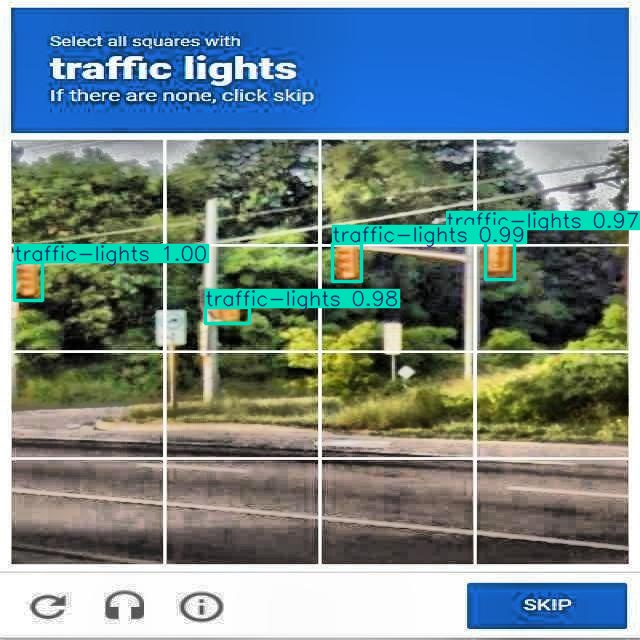 Select all squares with
traffic lights
If there are none, click skip
traffic-lights 0.97
traffic-lights 0.99
traffic-lights 1.00
traffic-lights 0.98
SKIP